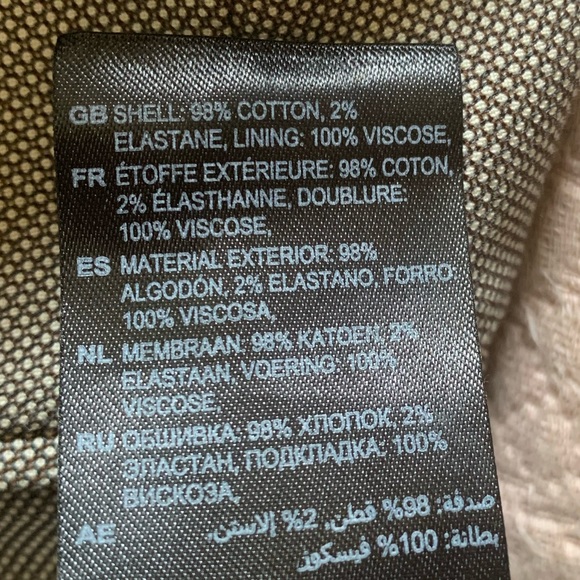 GB SHELL: 98% COTTON, 2%
ELASTANE, LINING: 100% VISCOSE,
FR ÉTOFFE EXTÉRIEURE: 98% COTON,
2% ÉLASTHANNE, DOUBLURE:
100% VISCOSE,
ES MATERIAL EXTERIOR: 98%
ALGODÓN, 2% ELASTANO, FORRO:
100% VISCOSA
NL MEMBRAAN: 98% KATOEN, 2%
ELASTAAN, VOERING: 100%
VISCOSE,
RU ОБШИВКА: 98% ХЛОПОК, 2%
ЭЛАСТАН, ПОДКЛАДКА: 100%
ВИСКОЗА,
AE صدفة: 98% قطن, 2% إلاستن,
بطانة: 100% فيسكوز